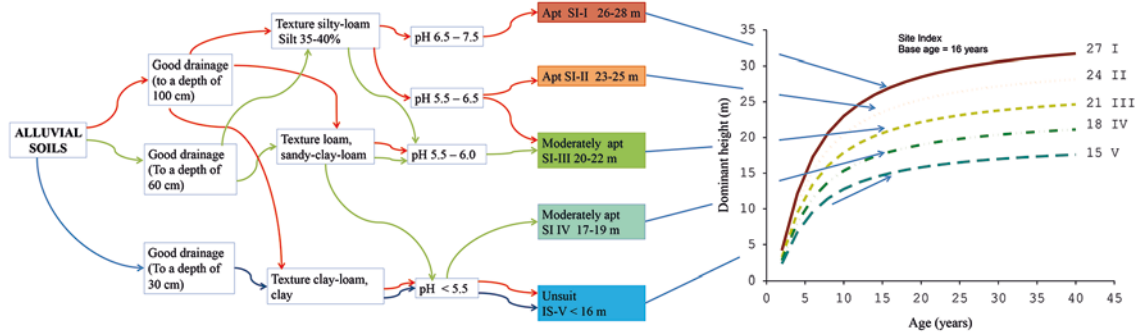 ALLUVIAL
SOILS
Good drainage
(to a depth of
100 cm)
Good drainage
(To a depth of
60 cm)
Good drainage
(To a depth of
30 cm)
Texture silty-loam
Silt 35-40%
Texture loam,
sandy-clay-loam
Texture clay-loam,
clay
pH 6.5 – 7.5
pH 5.5 – 6.5
pH 5.5 – 6.0
pH < 5.5
Apt SI-I 26-28 m
Apt SI-II 23-25 m
Moderately apt
SI-III 20-22 m
Moderately apt
SI IV 17-19 m
Unsuit
IS-V < 16 m
Site Index
Base age = 16 years
Dominant height (m)
35
30
25
20
15
10
5
0
0 5 10 15 20 25 30 35 40 45
Age (years)
27 I
24 II
21 III
18 IV
15 V